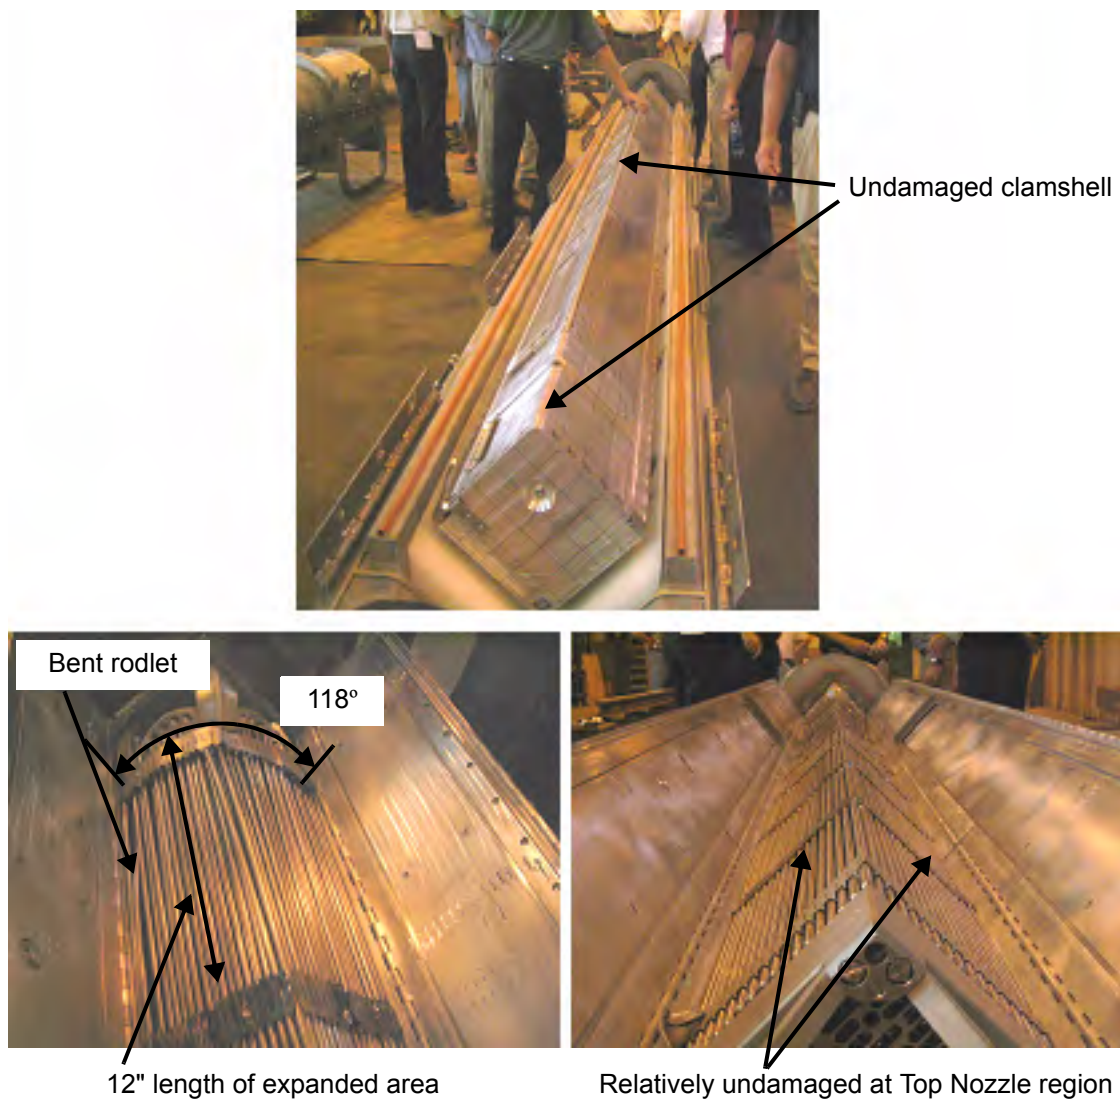 Undamaged clamshell
Bent rodlet
118º
12" length of expanded area
Relatively undamaged at Top Nozzle region